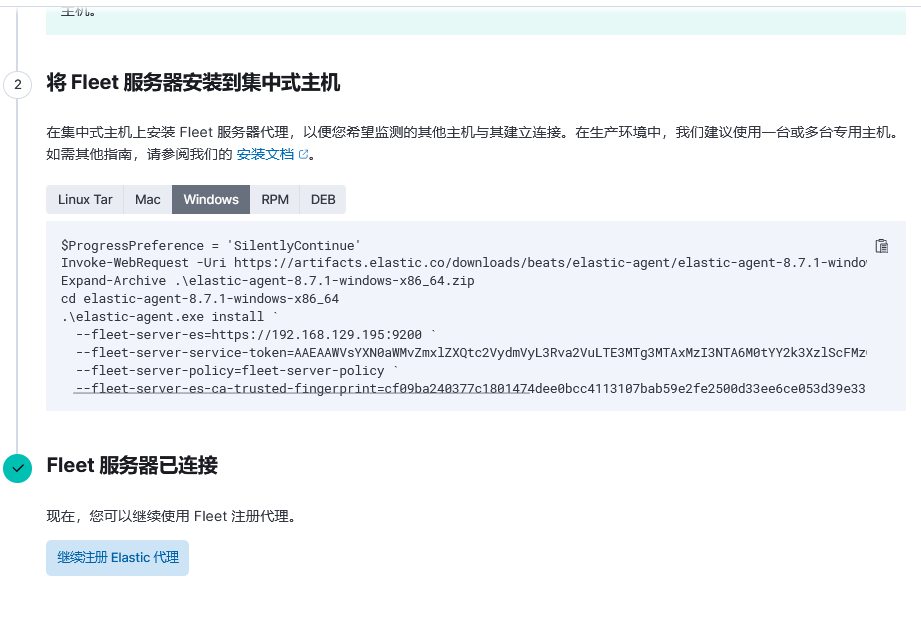 主机。
2
将 Fleet 服务器安装到集中式主机
在集中式主机上安装 Fleet 服务器代理，以便您希望监测的其他主机与其建立连接。在生产环境中，我们建议使用一台或多台专用主机。
如需其他指南，请参阅我们的 安装文档。
Linux Tar Mac Windows RPM DEB
$ProgressPreference = 'SilentlyContinue'
Invoke-WebRequest -Uri https://artifacts.elastic.co/downloads/beats/elastic-agent/elastic-agent-8.7.1-windo
Expand-Archive .\elastic-agent-8.7.1-windows-x86_64.zip
cd elastic-agent-8.7.1-windows-x86_64
.\elastic-agent.exe install `
--fleet-server-es=https://192.168.129.195:9200 `
--fleet-server-service-token=AAEAAWVsYXN0aWMvZmxlZXQtc2VydmVyL3Rva2VuLTE3MTg3MTAxMzI3NTA6M0tYY2k3XzlScFMz
--fleet-server-policy=fleet-server-policy `
--fleet-server-es-ca-trusted-fingerprint=cf09ba240377c1801474dee0bcc4113107bab59e2fe2500d33ee6ce053d39e33
Fleet 服务器已连接
现在，您可以继续使用 Fleet 注册代理。
继续注册 Elastic 代理